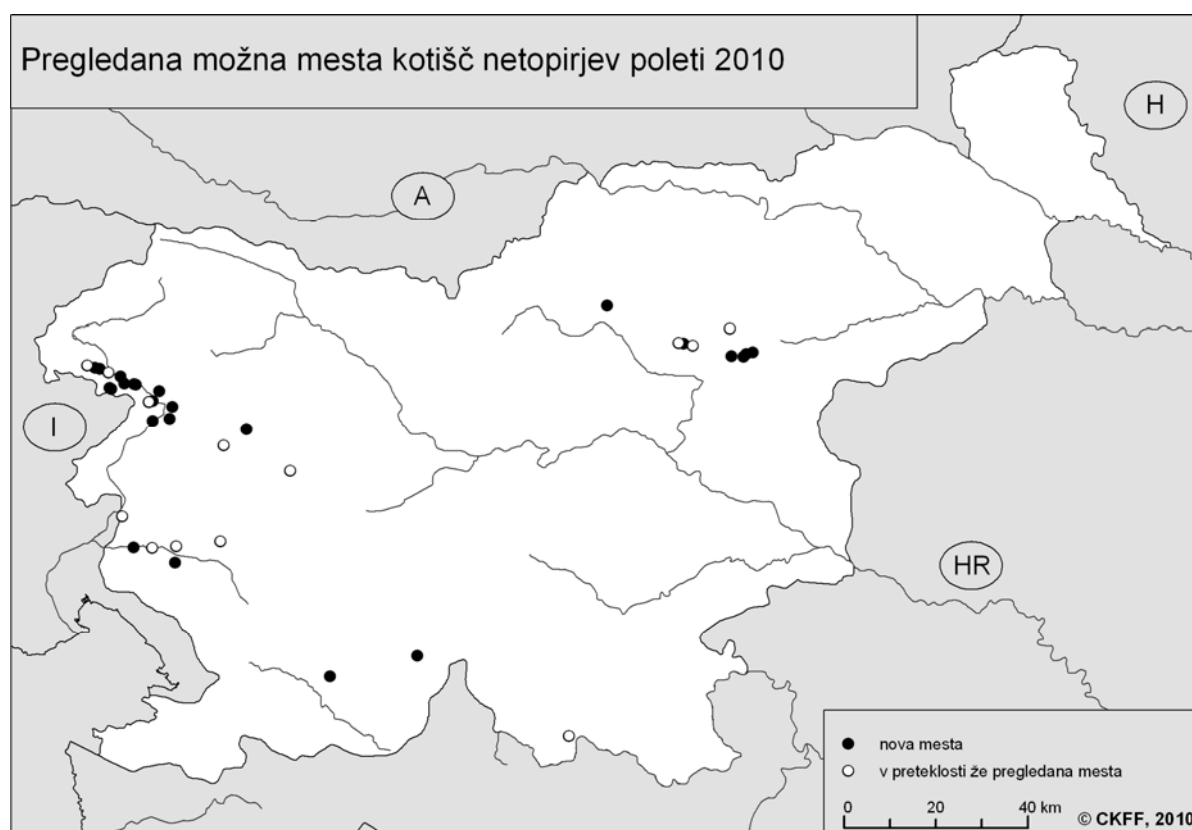 Pregledana možna mesta kotišč netopirjev poleti 2010
H
A
I
HR
nova mesta
v preteklosti že pregledana mesta
0 20 40 km
© CKFF, 2010